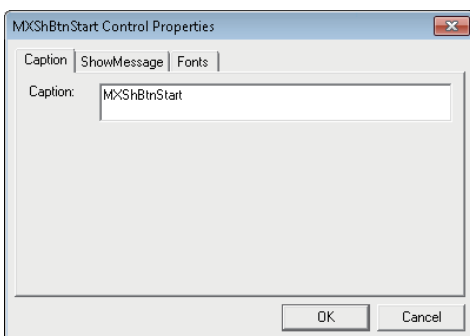 MXShBtnStart Control Properties
Caption ShowMessage Fonts
Caption: MXShBtnStart
OK Cancel